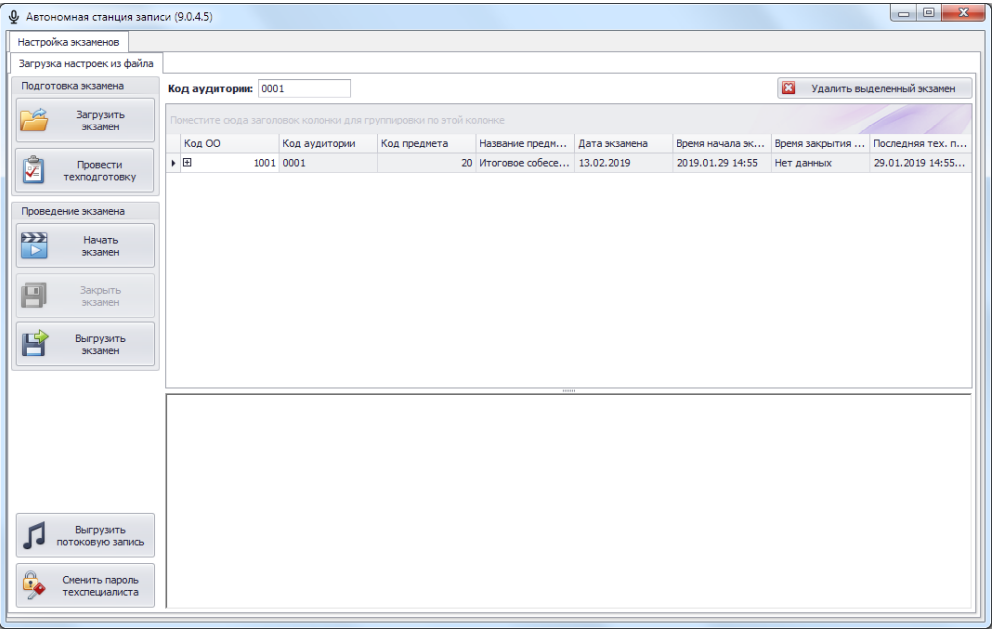 Автономная станция записи (9.0.4.5)
Настройка экзаменов
Загрузка настроек из файла
Подготовка экзамена
Загрузить
экзамен
Провести
техподготовку
Проведение экзамена
Начать
экзамен
Закрыть
экзамен
Выгрузить
экзамен
Выгрузить
потоковую запись
Сменить пароль
техспециалиста
Код аудитории: 0001
Удалить выделенный экзамен
Поместите сюда заголовок колонки для группировки по этой колонке
Код ОО Код аудитории Код предмета Название предм... Дата экзамена Время начала эк... Время закрытия ... Последняя тех. п...
1001 0001 20 Итоговое собесе... 13.02.2019 2019.01.29 14:55 Нет данных 29.01.2019 14:55...